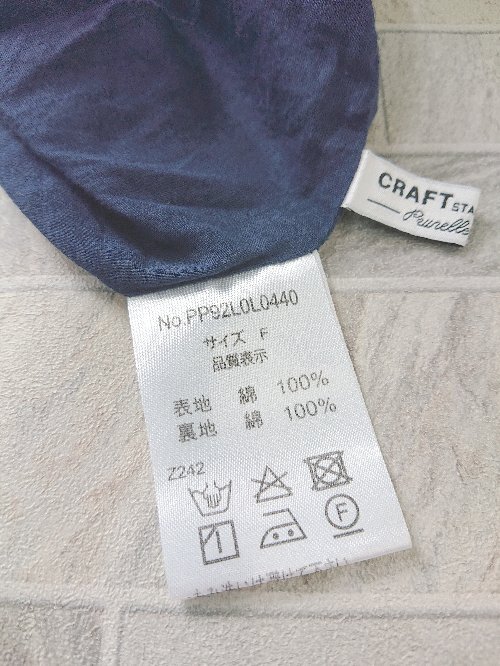 CRAFT STA
Prunelle
No.PP92L0L0440
サイズ F
品質表示
表地 綿 100%
裏地 綿 100%
Z242
F